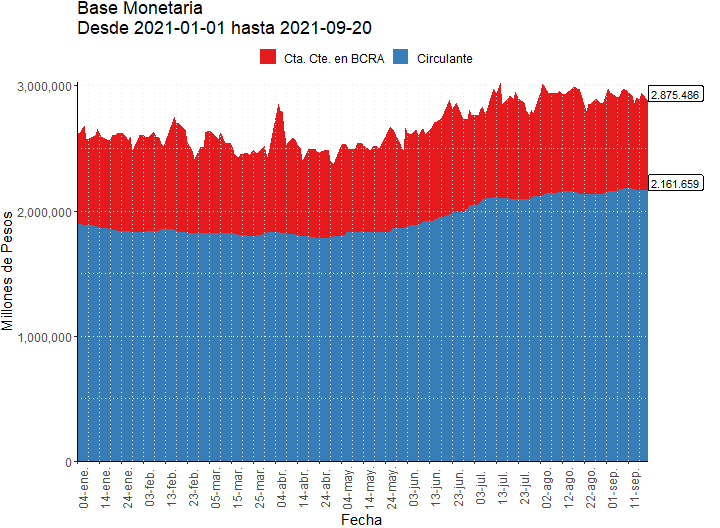 Base Monetaria
Desde 2021-01-01 hasta 2021-09-20
Cta. Cte. en BCRA
Circulante
Millones de Pesos
3,000,000
2,000,000
1,000,000
0
2.875.486
2.161.659
04-ene.
14-ene.
24-ene.
03-feb.
13-feb.
23-feb.
05-mar.
15-mar.
25-mar.
04-abr.
14-abr.
24-abr.
04-may.
14-may.
24-may.
03-jun.
13-jun.
23-jun.
03-jul.
13-jul.
23-jul.
02-ago.
12-ago.
22-ago.
01-sep.
11-sep.
Fecha